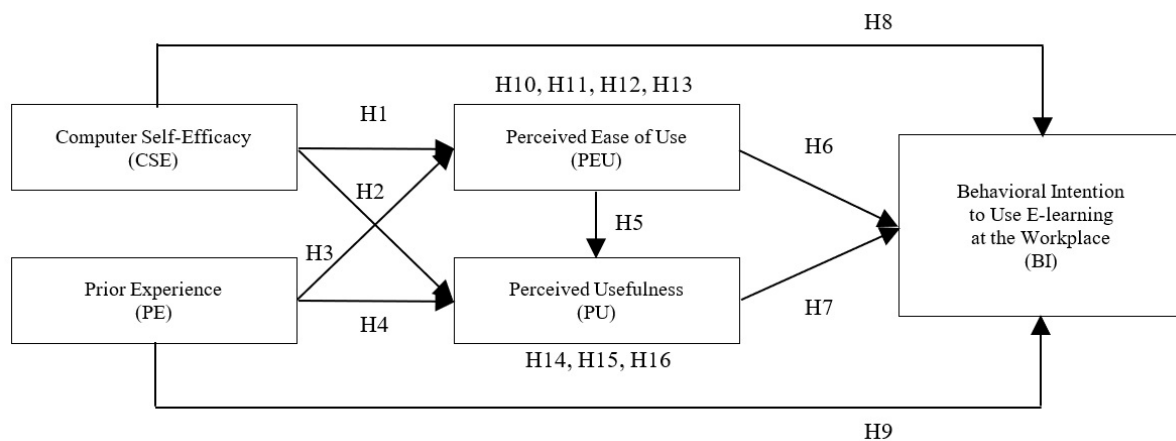 H8
H10, H11, H12, H13
H1
Computer Self-Efficacy
(CSE)
Perceived Ease of Use
(PEU)
H6
H2
Behavioral Intention
to Use E-learning
at the Workplace
(BI)
H5
H3
Prior Experience
(PE)
Perceived Usefulness
(PU)
H4
H7
H14, H15, H16
H9